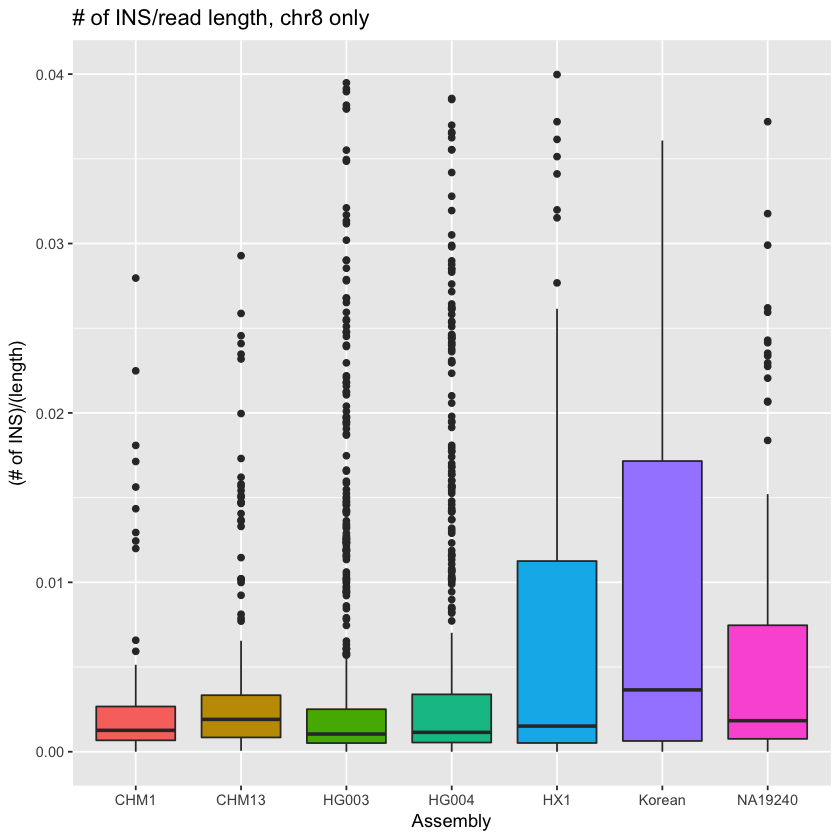 # of INS/read length, chr8 only
(# of INS)/(length)
0.04
0.03
0.02
0.01
0.00
CHM1 CHM13 HG003 HG004 HX1 Korean NA19240
Assembly